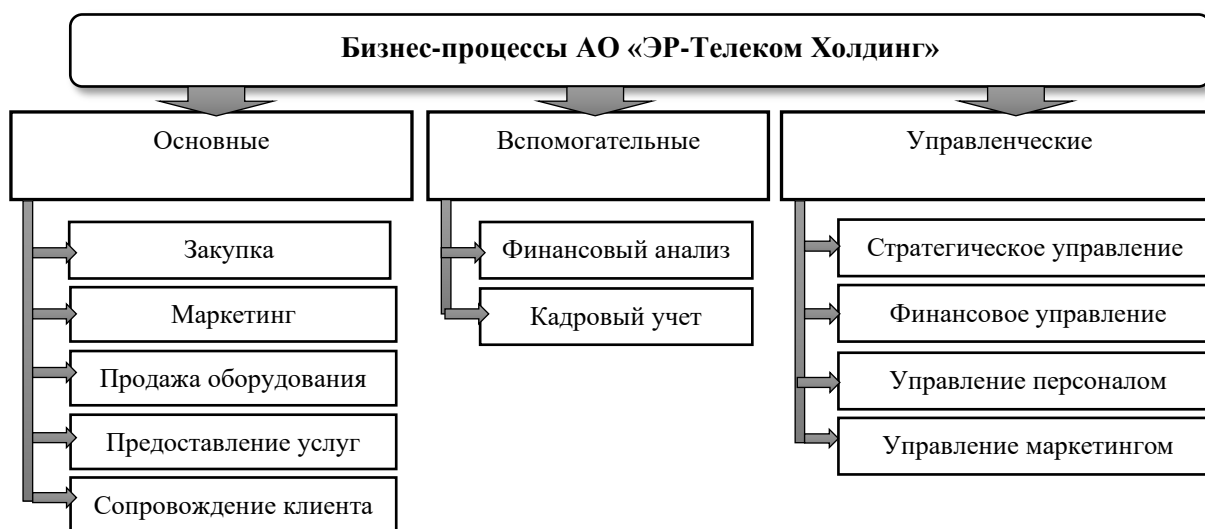 Бизнес-процессы АО «ЭР-Телеком Холдинг»
Основные
Закупка
Маркетинг
Продажа оборудования
Предоставление услуг
Сопровождение клиента
Вспомогательные
Финансовый анализ
Кадровый учет
Управленческие
Стратегическое управление
Финансовое управление
Управление персоналом
Управление маркетингом